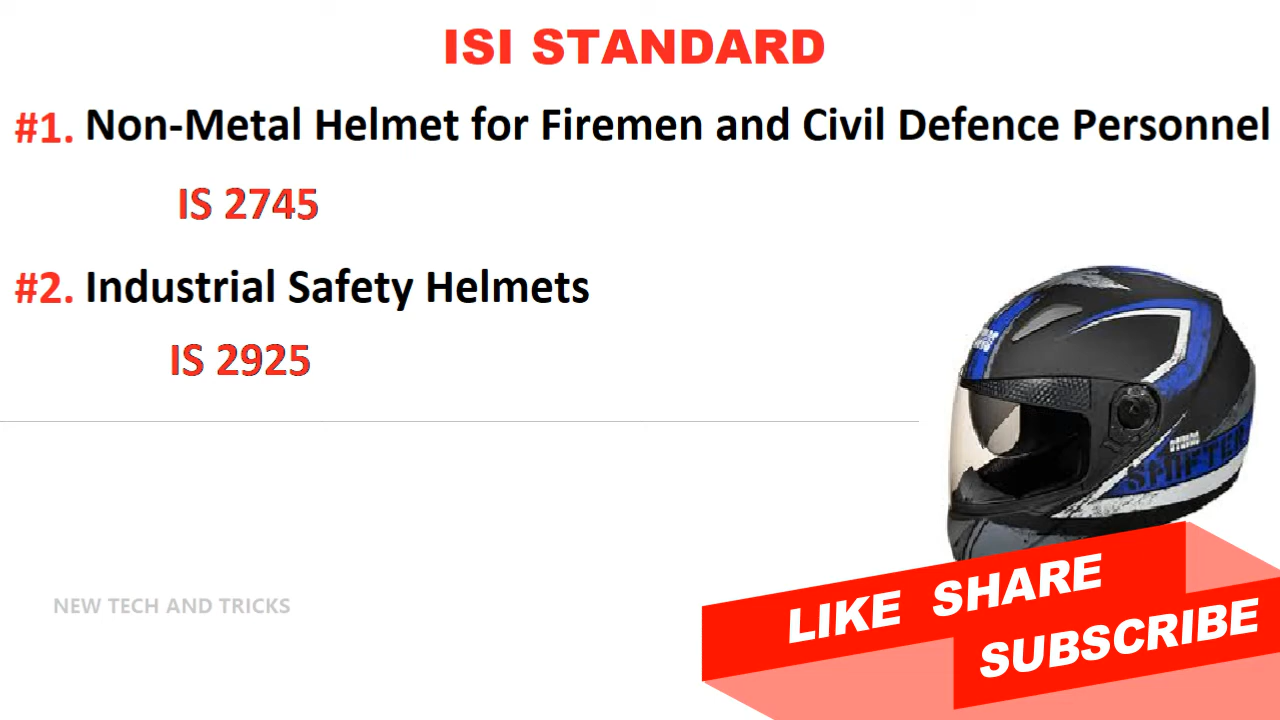 ISI STANDARD
#1. Non-Metal Helmet for Firemen and Civil Defence Personnel
IS 2745
#2. Industrial Safety Helmets
IS 2925
SHIFTER
NEW TECH AND TRICKS
LIKE SHARE
SUBSCRIBE